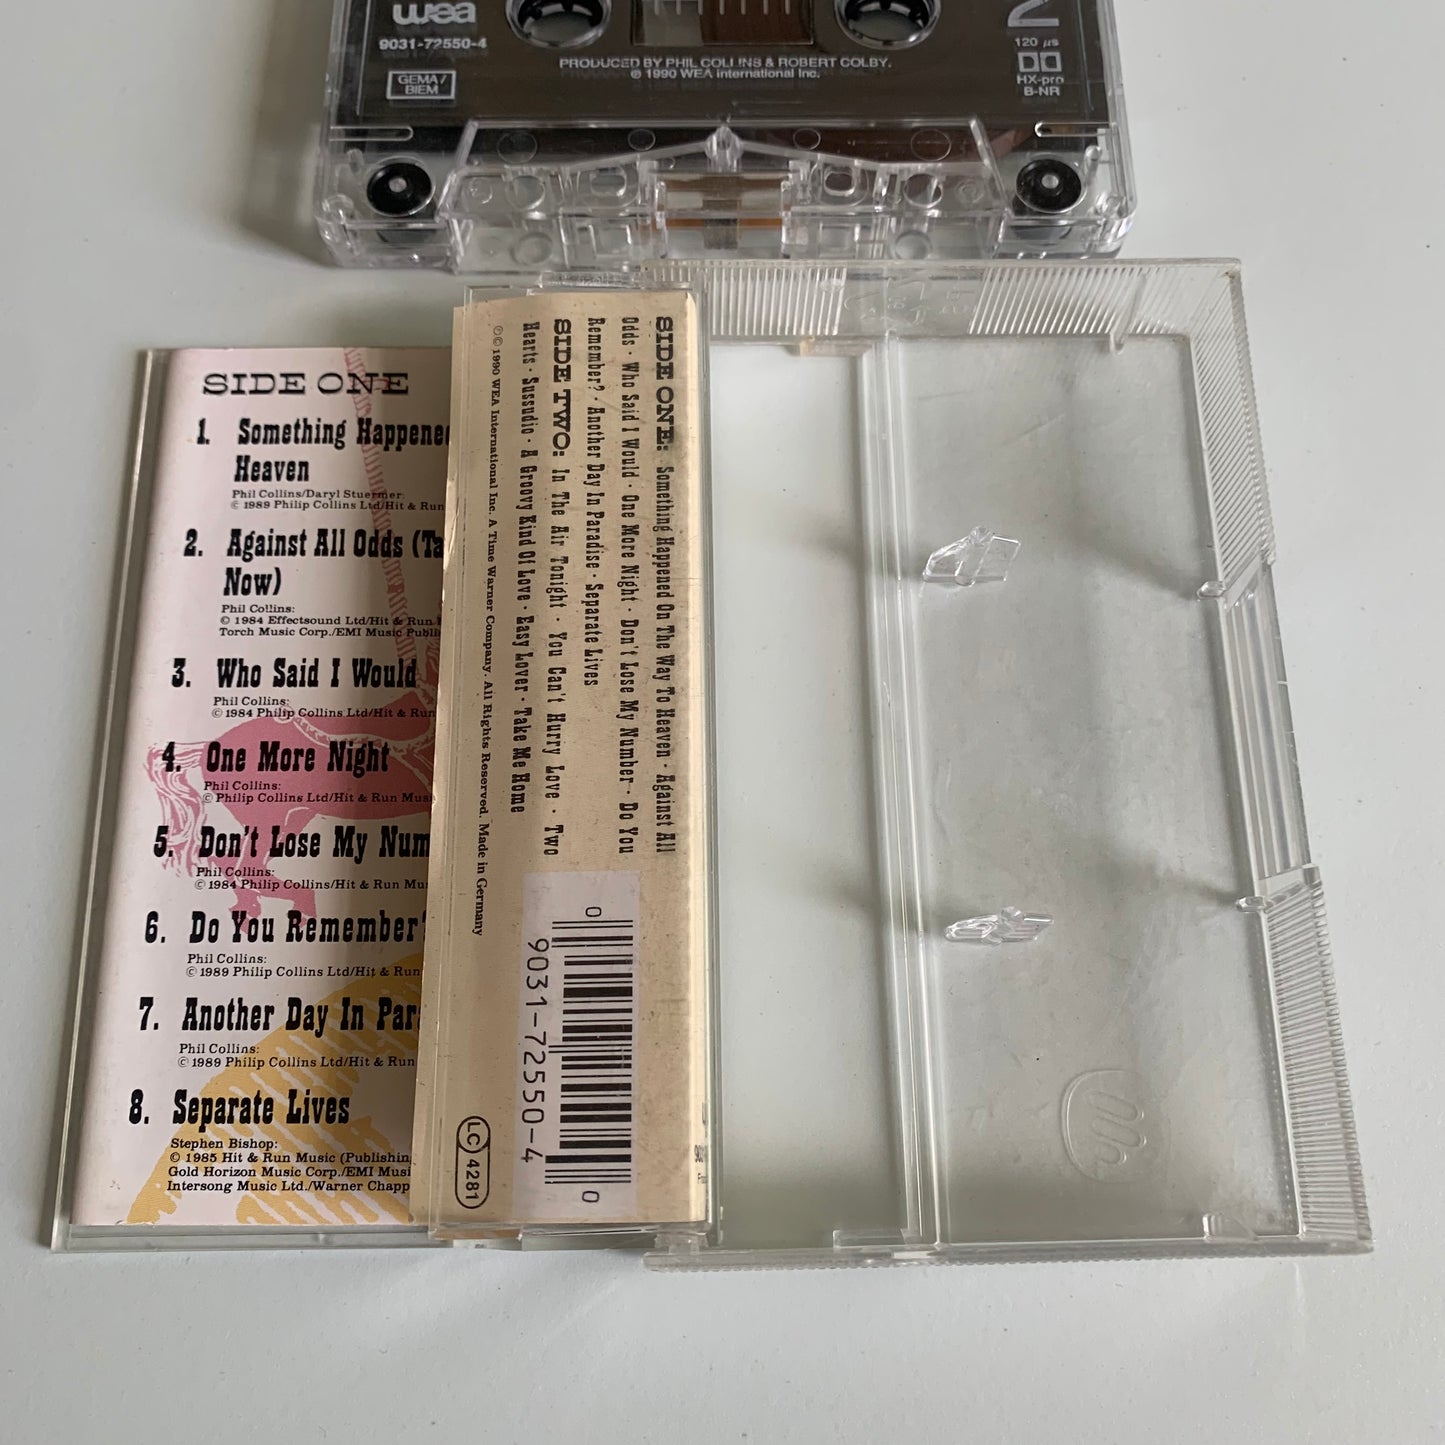 wea
9031-72550-4
GEMA/
BIEM
PRODUCED BY PHIL COLLINS & ROBERT COLBY.
℗ 1990 WEA international Inc.
2
120 µs
HX-pro
B-NR
SIDE ONE
1. Something Happened
Heaven
Phil Collins/Daryl Stuermer:
© 1989 Philip Collins Ltd/Hit & Run
2. Against All Odds (Ta
Now)
Phil Collins:
© 1984 Effectsound Ltd/Hit & Run
Torch Music Corp./EMI Music Publi
3. Who Said I Would
Phil Collins:
© 1984 Philip Collins Ltd/Hit & Run
4. One More Night
Phil Collins:
© Philip Collins Ltd/Hit & Run Mus
5. Don't Lose My Num
Phil Collins:
© 1984 Philip Collins/Hit & Run Mu
6. Do You Remember?
Phil Collins:
© 1989 Philip Collins Ltd/Hit & Run
7. Another Day In Par
Phil Collins:
© 1989 Philip Collins Ltd/Hit & Run
8. Separate Lives
Stephen Bishop:
© 1985 Hit & Run Music (Publishin
Gold Horizon Music Corp./EMI Musi
Intersong Music Ltd./Warner Chapp
SIDE ONE: Something Happened On The Way To Heaven · Against All
Odds · Who Said I Would · One More Night · Don't Lose My Number · Do You
Remember? · Another Day In Paradise · Separate Lives
SIDE TWO: In The Air Tonight · You Can't Hurry Love · Two
Hearts · Sussudio · A Groovy Kind Of Love · Easy Lover · Take Me Home
℗© 1990 WEA International Inc. A Time Warner Company. All Rights Reserved. Made in Germany
0 0
9031-72550-4
LC 4281